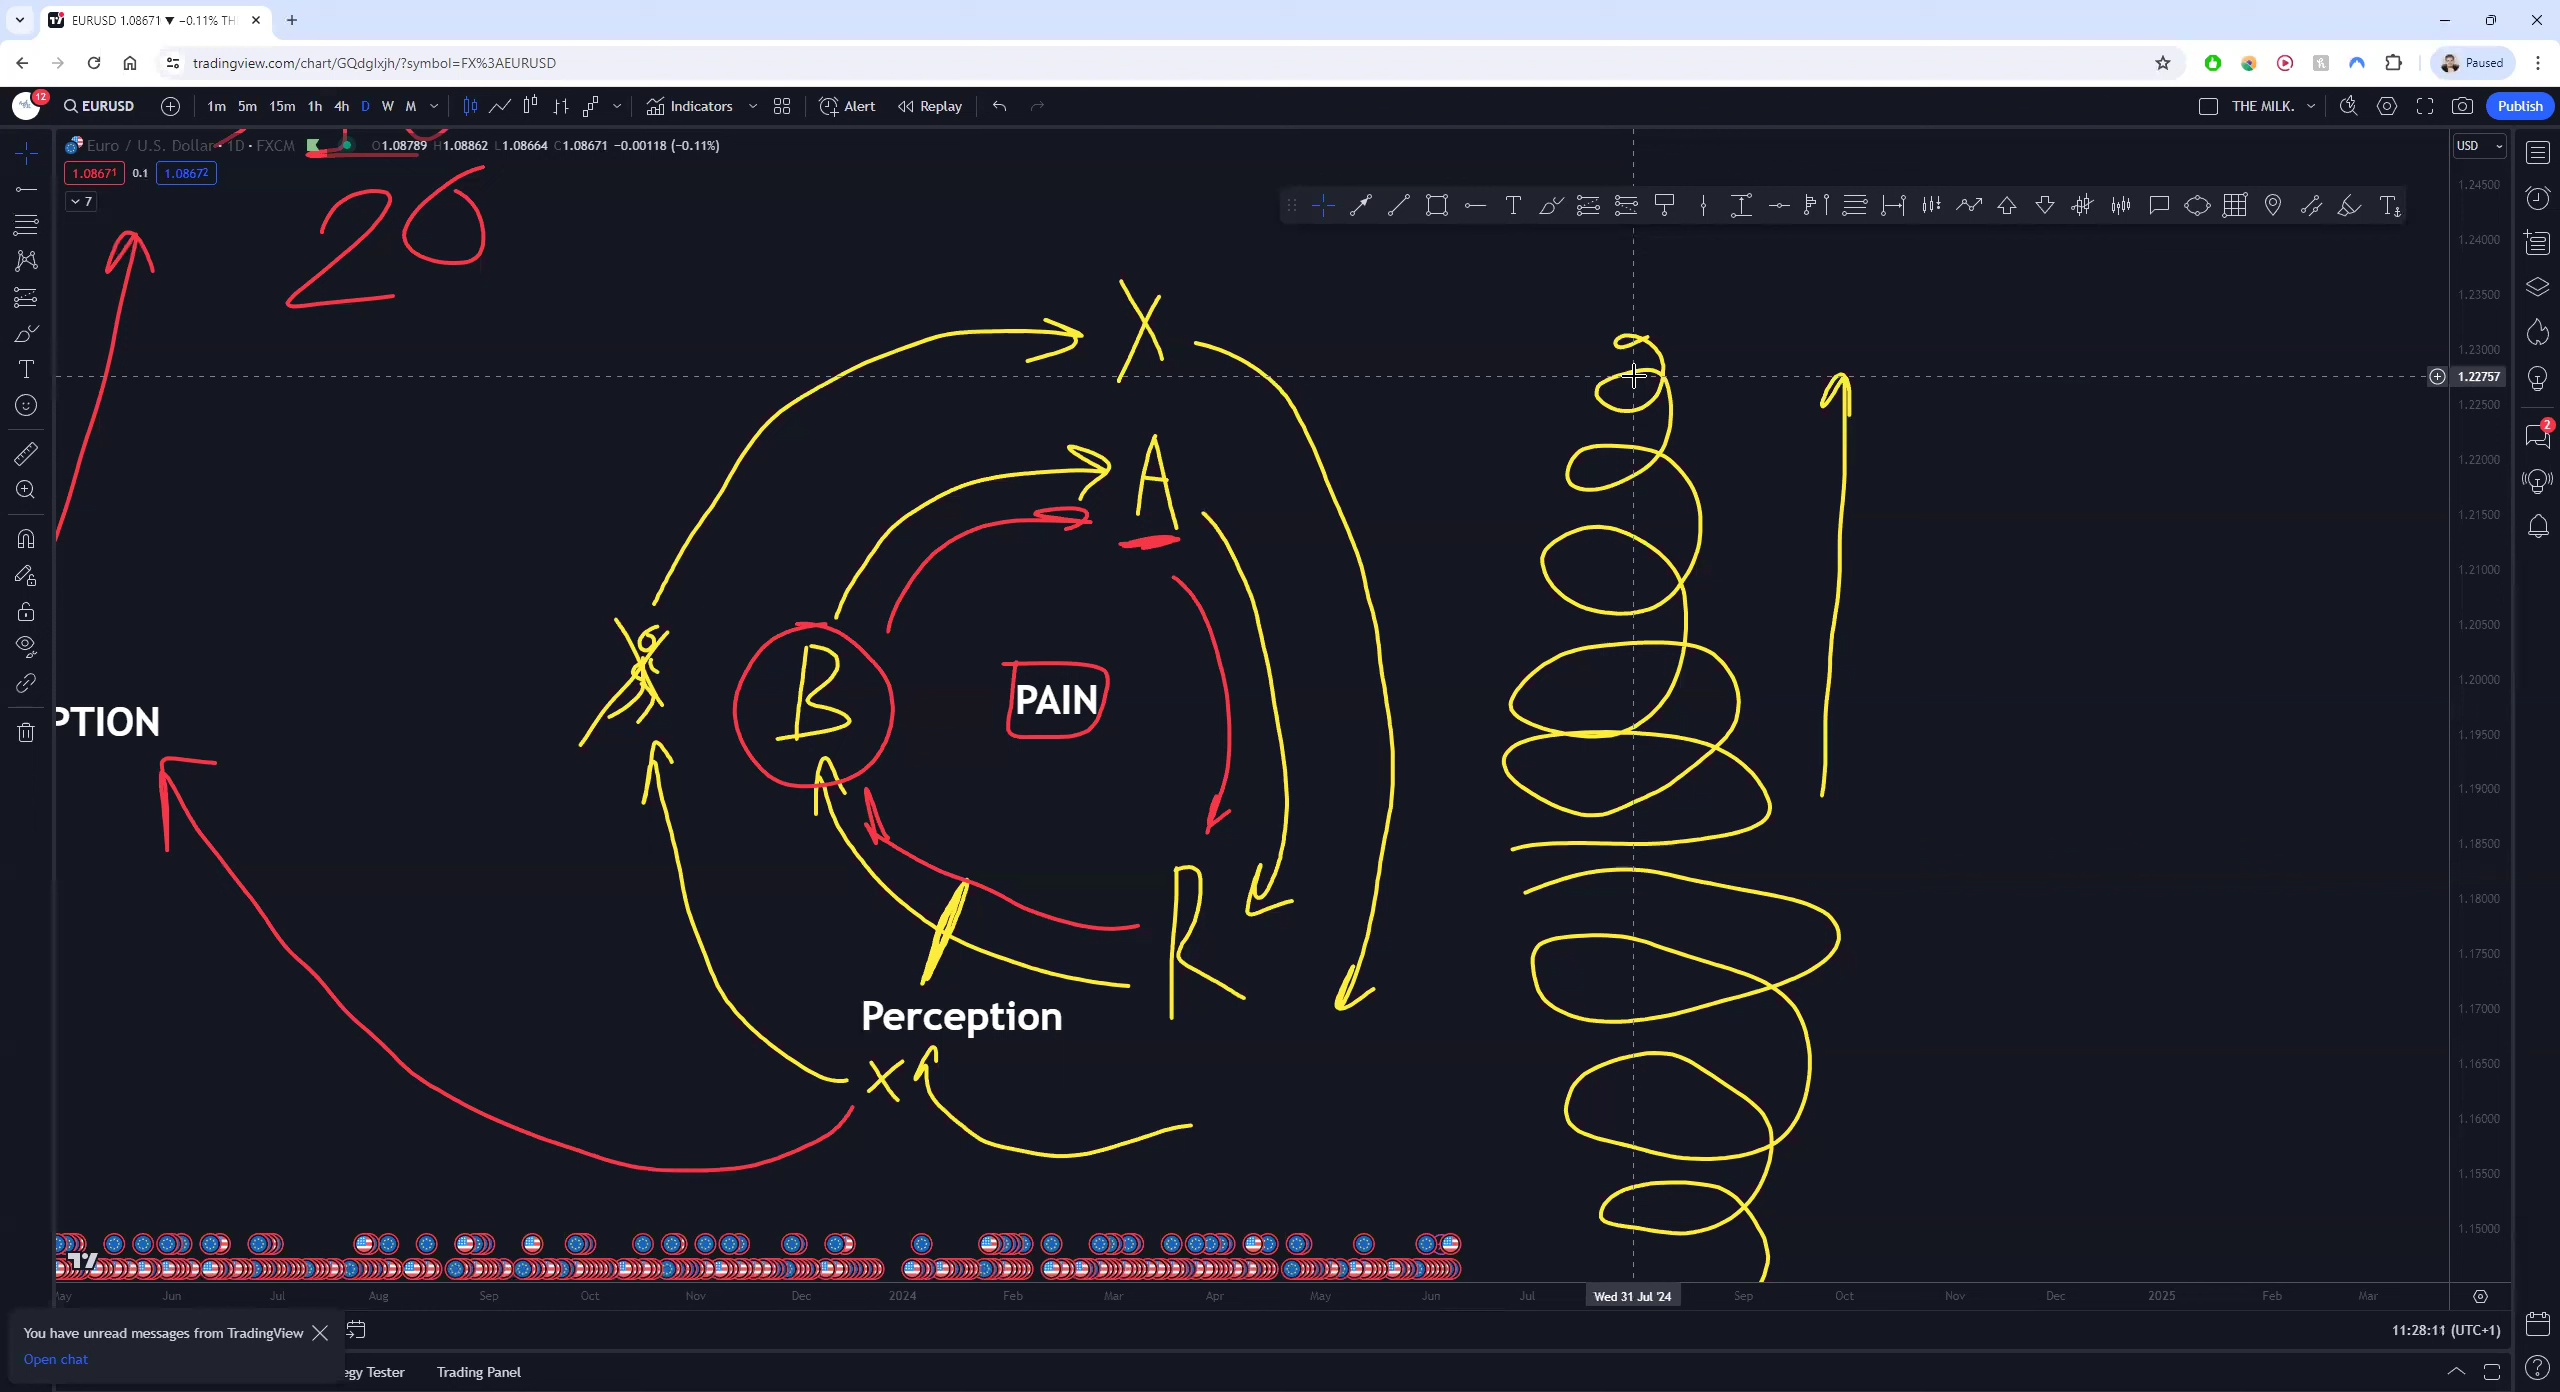 EURUSD 1.08671 ▼ −0.11% TH
tradingview.com/chart/GQdglxjh/?symbol=FX%3AEURUSD
Paused
12
EURUSD
1m 5m 15m 1h 4h D W M
Indicators
Alert
Replay
THE MILK.
Publish
Euro / U.S. Dollar · 1D · FXCM
O1.08789 H1.08862 L1.08664 C1.08671 −0.00118 (−0.11%)
1.08671 0.1 1.08672
7
USD
26
X
A
B
PAIN
PTION
R
Perception
X
1.24500
1.24000
1.23500
1.23000
1.22757
1.22500
1.22000
1.21500
1.21000
1.20500
1.20000
1.19500
1.19000
1.18500
1.18000
1.17500
1.17000
1.16500
1.16000
1.15500
1.15000
2
May Jun Jul Aug Sep Oct Nov Dec 2024 Feb Mar Apr May Jun Jul Wed 31 Jul '24 Sep Oct Nov Dec 2025 Feb Mar
You have unread messages from TradingView
Open chat
11:28:11 (UTC+1)
egy Tester
Trading Panel